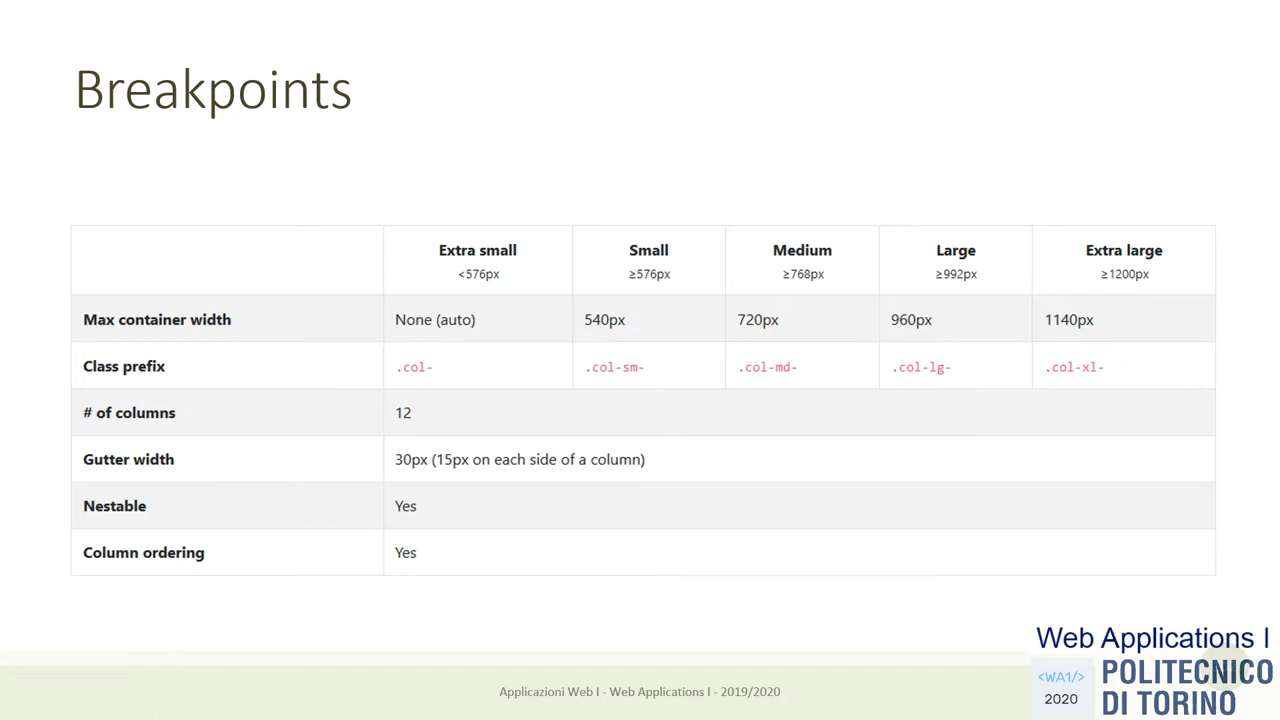 Breakpoints
Extra small Small Medium Large Extra large
<576px ≥576px ≥768px ≥992px ≥1200px
Max container width None (auto) 540px 720px 960px 1140px
Class prefix .col- .col-sm- .col-md- .col-lg- .col-xl-
# of columns 12
Gutter width 30px (15px on each side of a column)
Nestable Yes
Column ordering Yes
Web Applications I
Applicazioni Web I - Web Applications I - 2019/2020
<WA1/>
2020
POLITECNICO
DI TORINO